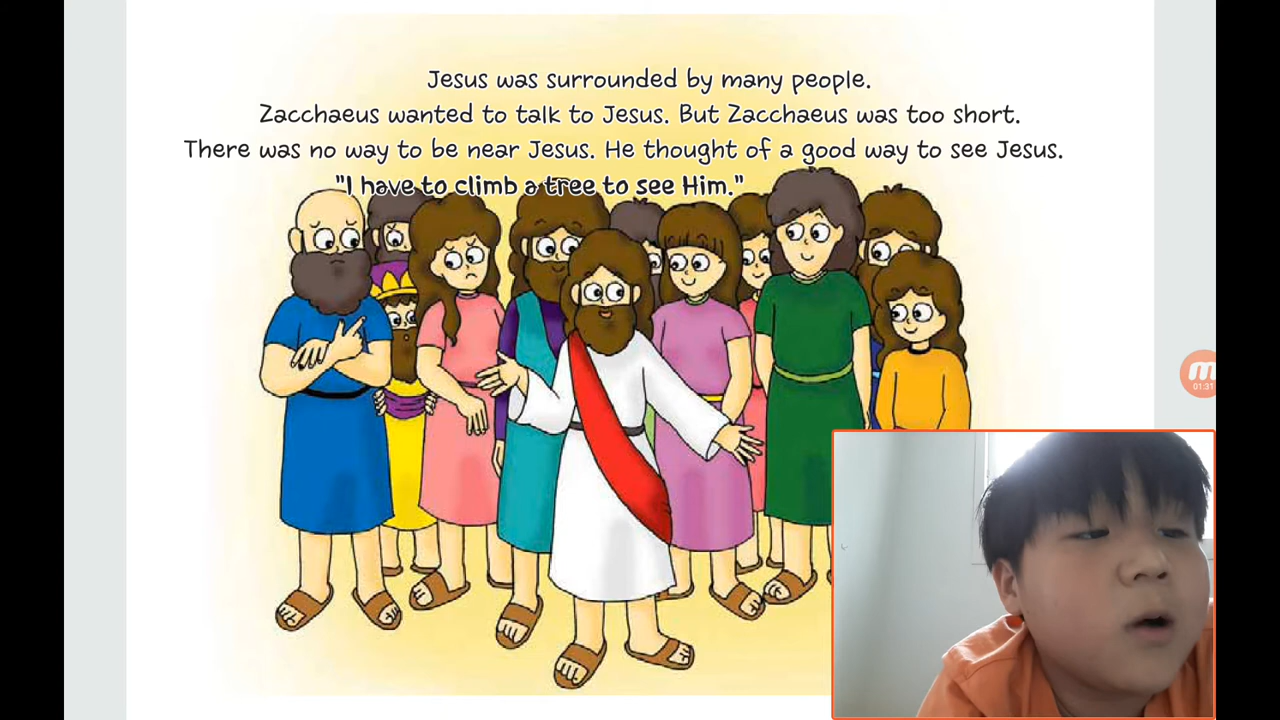 Jesus was surrounded by many people.
Zacchaeus wanted to talk to Jesus. But Zacchaeus was too short.
There was no way to be near Jesus. He thought of a good way to see Jesus.
"I have to climb a tree to see Him."
01:31